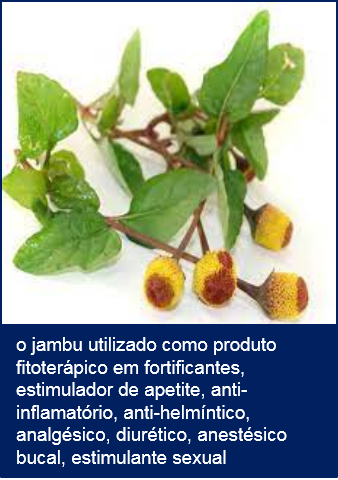 o jambu utilizado como produto
fitoterápico em fortificantes,
estimulador de apetite, anti-
inflamatório, anti-helmíntico,
analgésico, diurético, anestésico
bucal, estimulante sexual